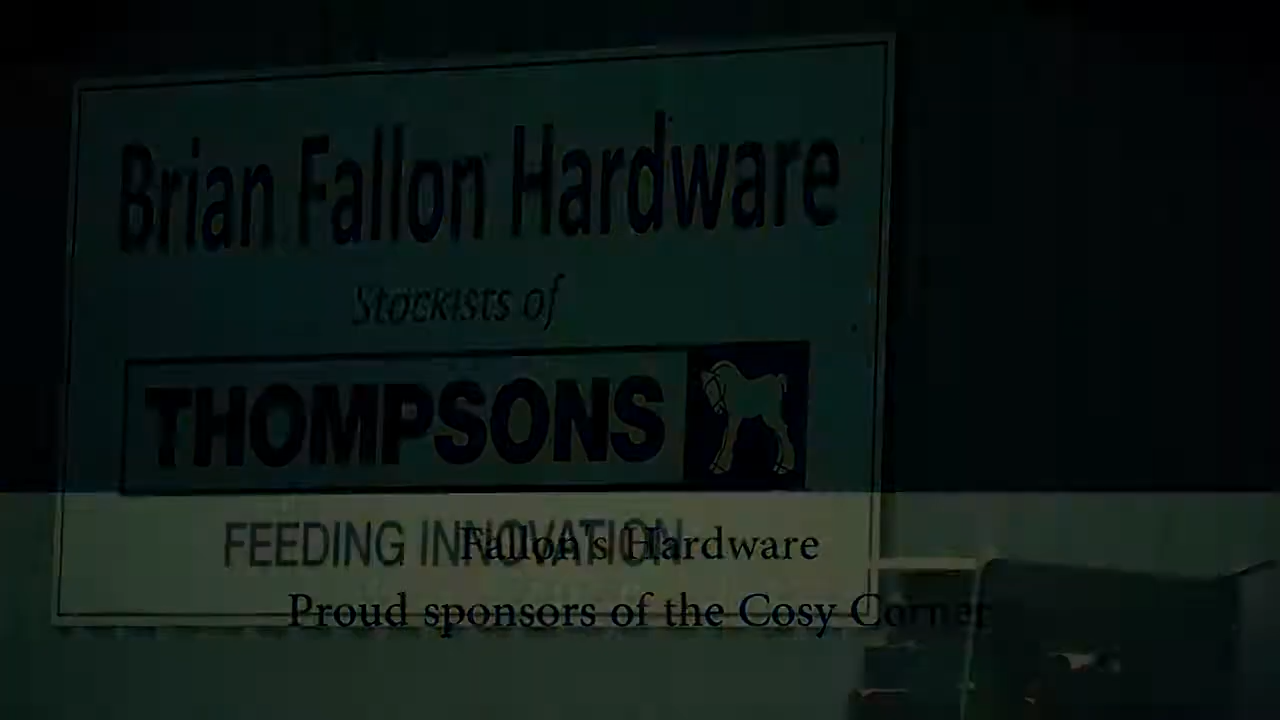 Brian Fallon Hardware
Stockists of
THOMPSONS
FEEDING INNOVATION
Fallon's Hardware
Proud sponsors of the Cosy Corner